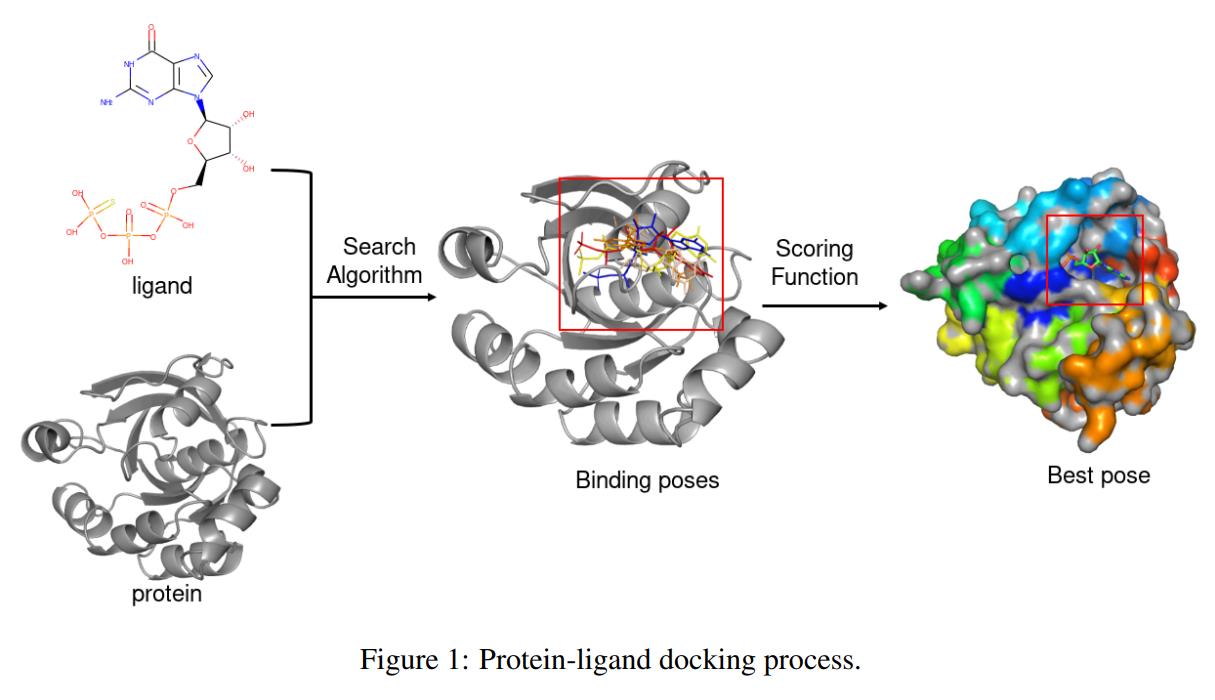 O
N
NH
N
NH₂
N
N
OH
O
OH
O
OH
S
O
O
P
P
OH
OH
O
P
O
OH
ligand
Search
Algorithm
Scoring
Function
Binding poses
Best pose
protein
Figure 1: Protein-ligand docking process.